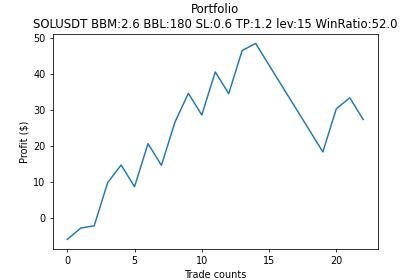 Portfolio
SOLUSDT BBM:2.6 BBL:180 SL:0.6 TP:1.2 lev:15 WinRatio:52.0
50
40
30
20
10
0
Profit ($)
0 5 10 15 20
Trade counts